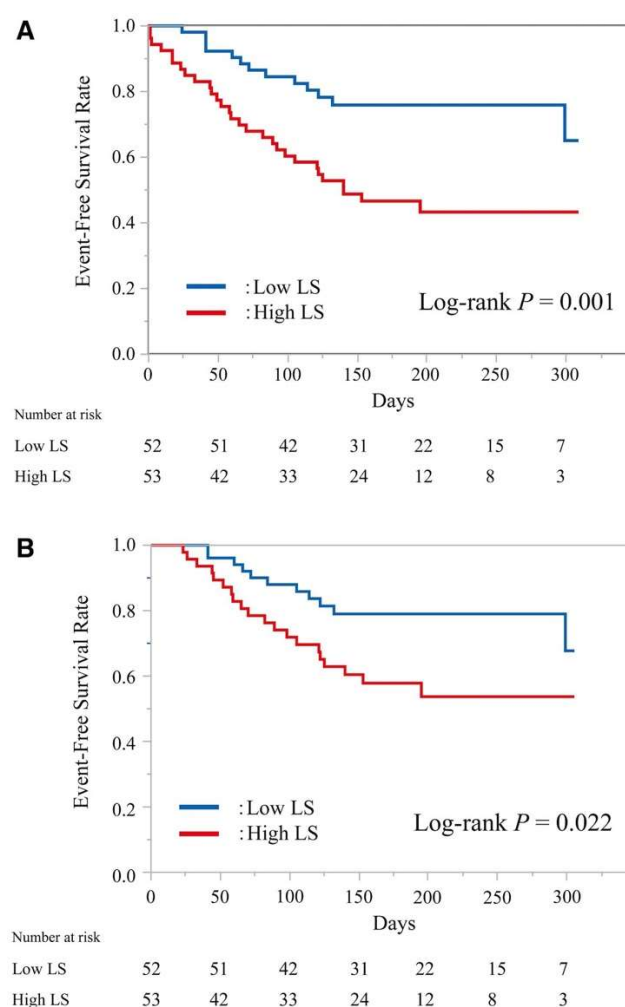 A
Event-Free Survival Rate
1.0
0.8
0.6
0.4
0.2
0.0
:Low LS
:High LS
Log-rank P = 0.001
0 50 100 150 200 250 300
Days
Number at risk
Low LS 52 51 42 31 22 15 7
High LS 53 42 33 24 12 8 3
B
Event-Free Survival Rate
1.0
0.8
0.6
0.4
0.2
0.0
:Low LS
:High LS
Log-rank P = 0.022
0 50 100 150 200 250 300
Days
Number at risk
Low LS 52 51 42 31 22 15 7
High LS 53 42 33 24 12 8 3